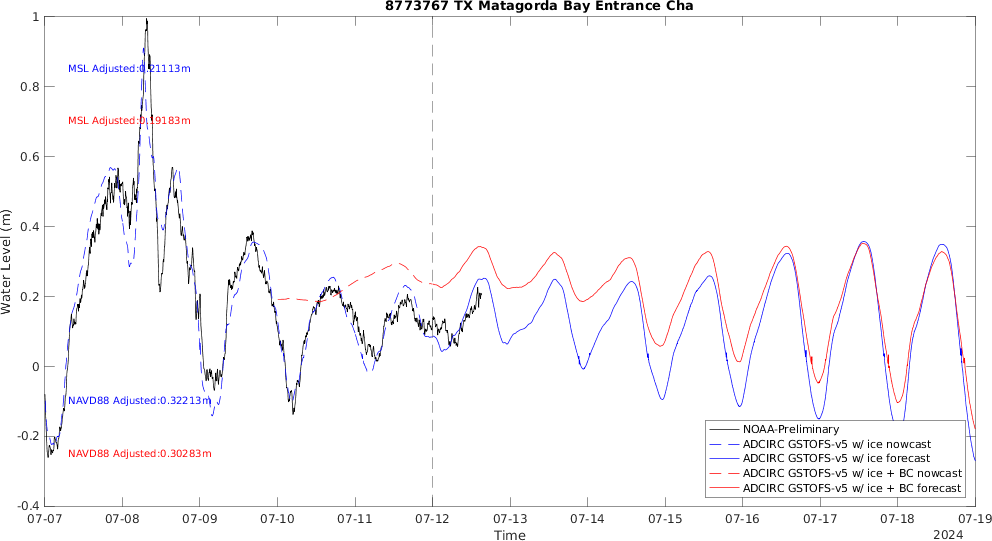 8773767 TX Matagorda Bay Entrance Cha
Water Level (m)
1
0.8
0.6
0.4
0.2
0
-0.2
-0.4
MSL Adjusted:0.21113m
MSL Adjusted:0.19183m
NAVD88 Adjusted:0.32213m
NAVD88 Adjusted:0.30283m
NOAA-Preliminary
ADCIRC GSTOFS-v5 w/ ice nowcast
ADCIRC GSTOFS-v5 w/ ice forecast
ADCIRC GSTOFS-v5 w/ ice + BC nowcast
ADCIRC GSTOFS-v5 w/ ice + BC forecast
07-07 07-08 07-09 07-10 07-11 07-12 07-13 07-14 07-15 07-16 07-17 07-18 07-19
Time
2024